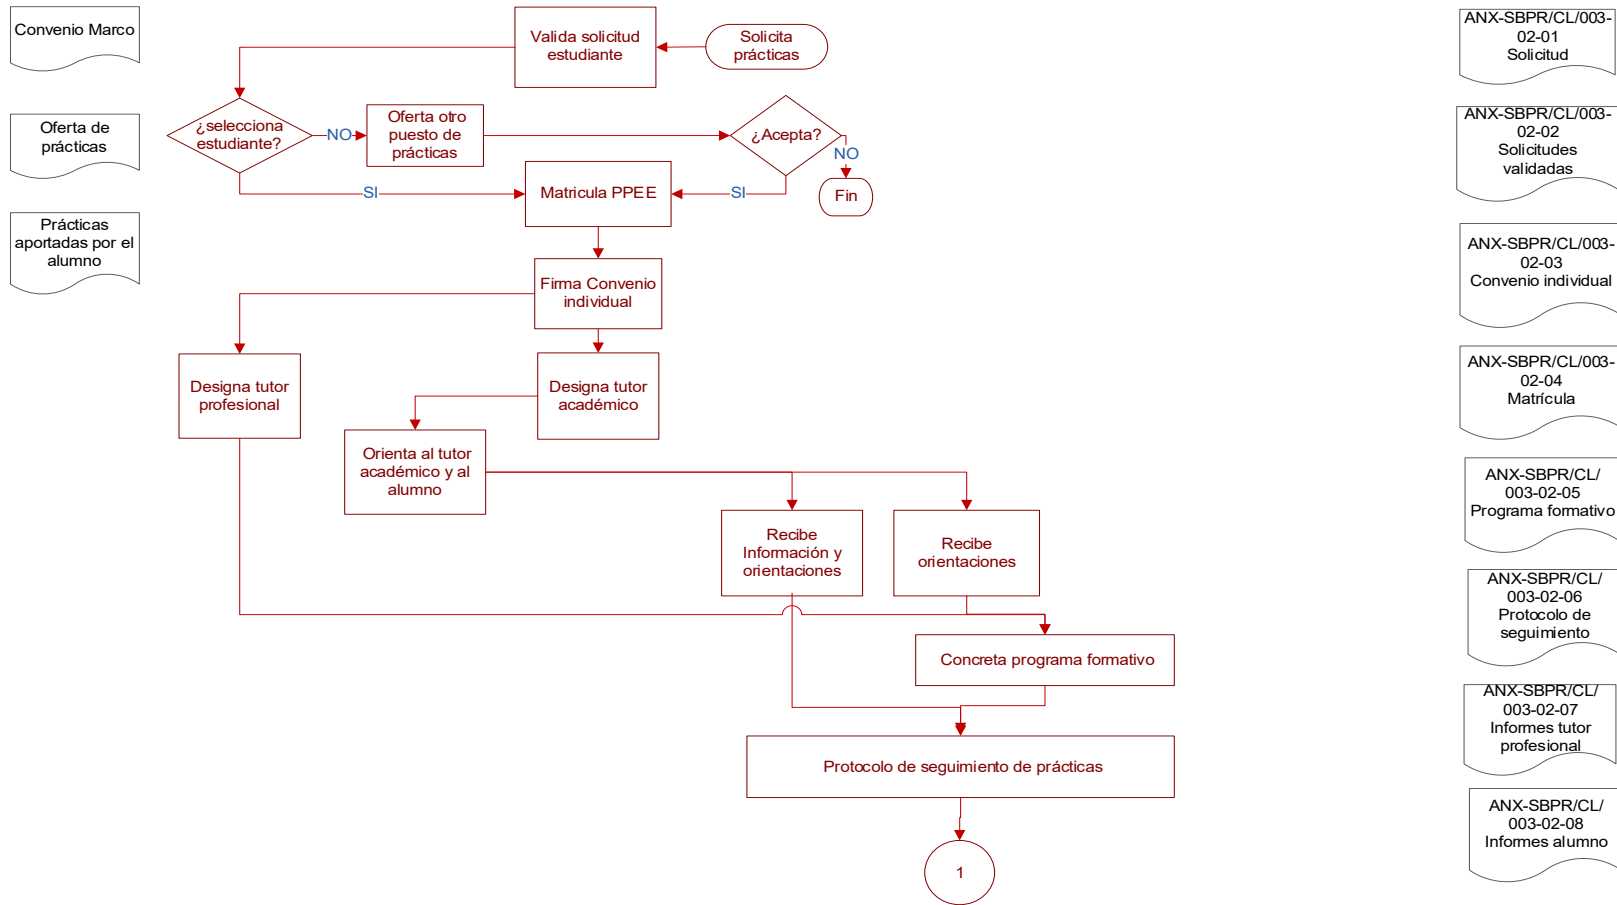 Convenio Marco
Oferta de
prácticas
Prácticas
aportadas por el
alumno
Valida solicitud
estudiante
Solicita
prácticas
¿selecciona
estudiante?
NO
Oferta otro
puesto de
prácticas
¿Acepta?
NO
Fin
SI
Matricula PPEE
SI
Firma Convenio
individual
Designa tutor
profesional
Designa tutor
académico
Orienta al tutor
académico y al
alumno
Recibe
Información y
orientaciones
Recibe
orientaciones
Concreta programa formativo
Protocolo de seguimiento de prácticas
1
ANX-SBPR/CL/003-
02-01
Solicitud
ANX-SBPR/CL/003-
02-02
Solicitudes
validadas
ANX-SBPR/CL/003-
02-03
Convenio individual
ANX-SBPR/CL/003-
02-04
Matrícula
ANX-SBPR/CL/
003-02-05
Programa formativo
ANX-SBPR/CL/
003-02-06
Protocolo de
seguimiento
ANX-SBPR/CL/
003-02-07
Informes tutor
profesional
ANX-SBPR/CL/
003-02-08
Informes alumno